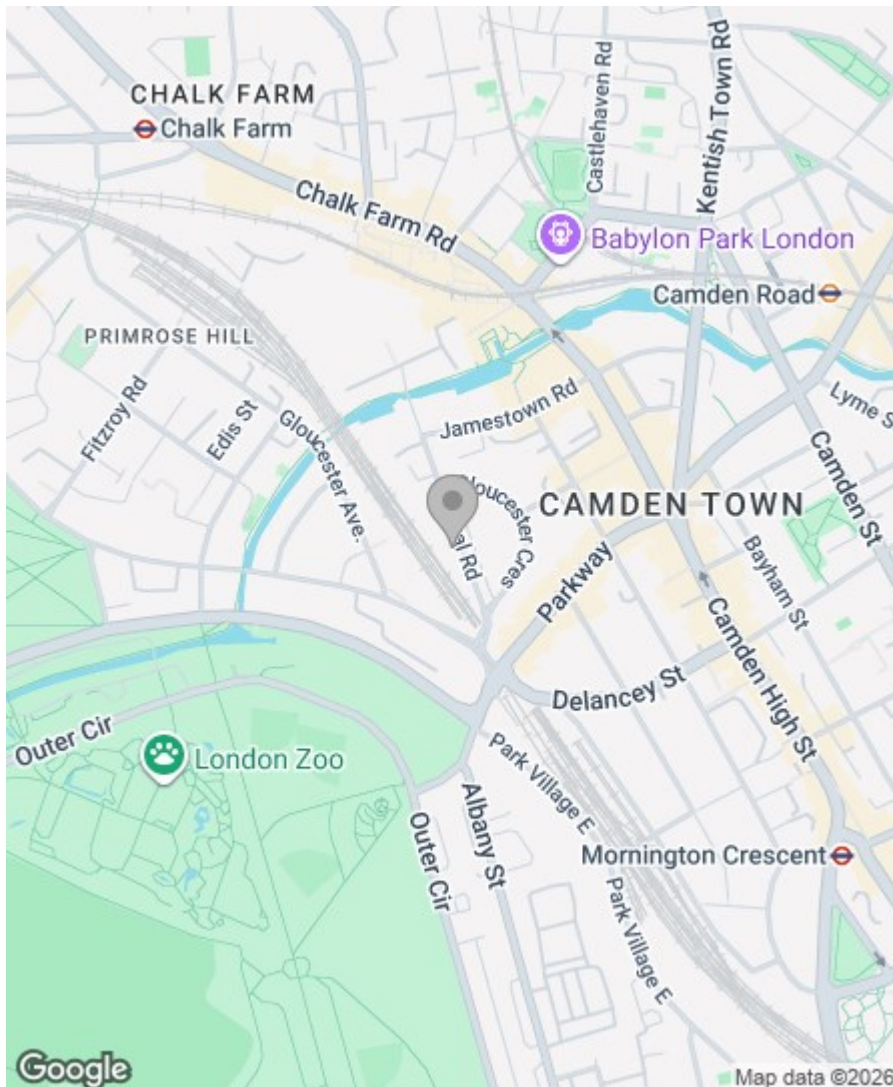 CHALK FARM
Chalk Farm
Castlehaven Rd
Kentish Town Rd
Chalk Farm Rd
Babylon Park London
Camden Road
PRIMROSE HILL
Fitzroy Rd
Edis St
Gloucester Ave.
Jamestown Rd
Lyme S
Camden St
oucester Cres
CAMDEN TOWN
al Rd
Parkway
Bayham St
Camden High St
Delancey St
Outer Cir
London Zoo
Park Village E
Albany St
Outer Cir
Mornington Crescent
Park Village E
Google
Map data ©2026